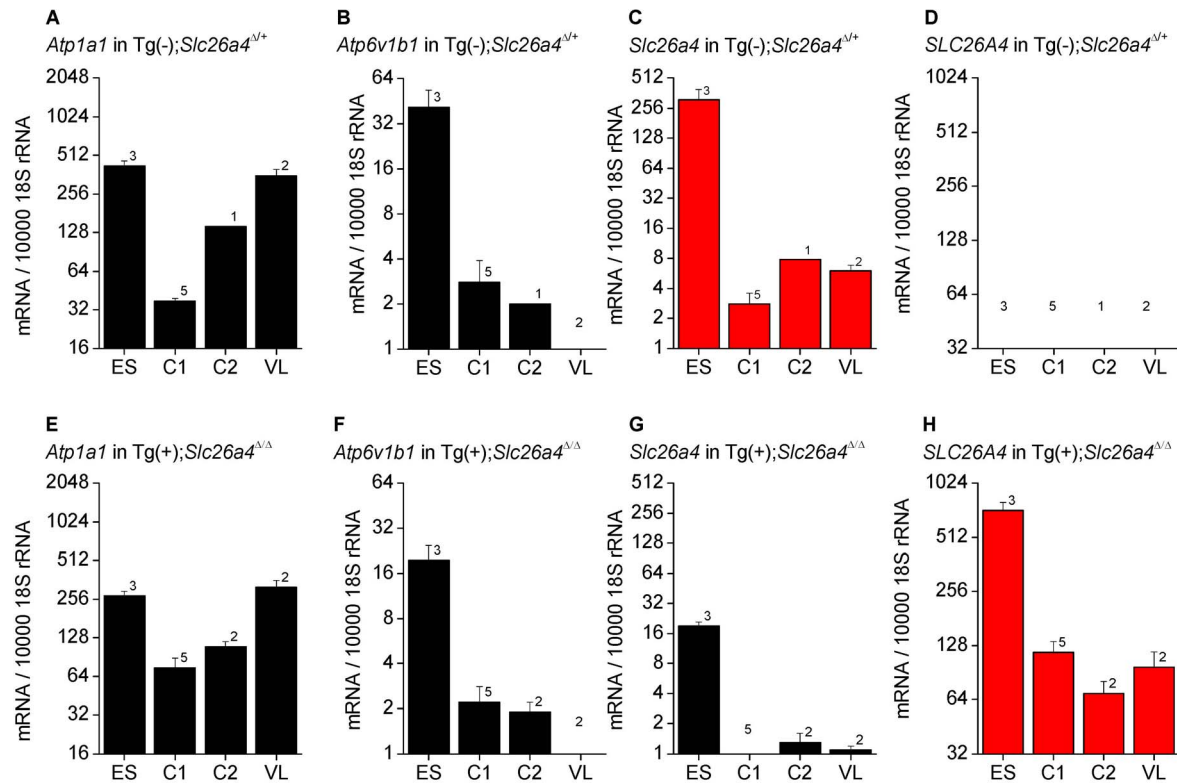 A
Atp1a1 in Tg(-);Slc26a4Δ/+
mRNA / 10000 18S rRNA
2048
1024
512
256
128
64
32
16
3
5
1
2
ES C1 C2 VL
B
Atp6v1b1 in Tg(-);Slc26a4Δ/+
mRNA / 10000 18S rRNA
64
32
16
8
4
2
1
3
5
1
2
ES C1 C2 VL
C
Slc26a4 in Tg(-);Slc26a4Δ/+
mRNA / 10000 18S rRNA
512
256
128
64
32
16
8
4
2
1
3
5
1
2
ES C1 C2 VL
D
SLC26A4 in Tg(-);Slc26a4Δ/+
mRNA / 10000 18S rRNA
1024
512
256
128
64
32
3 5 1 2
ES C1 C2 VL
E
Atp1a1 in Tg(+);Slc26a4Δ/Δ
mRNA / 10000 18S rRNA
2048
1024
512
256
128
64
32
16
3
5
2
2
ES C1 C2 VL
F
Atp6v1b1 in Tg(+);Slc26a4Δ/Δ
mRNA / 10000 18S rRNA
64
32
16
8
4
2
1
3
5
2
2
ES C1 C2 VL
G
Slc26a4 in Tg(+);Slc26a4Δ/Δ
mRNA / 10000 18S rRNA
512
256
128
64
32
16
8
4
2
1
3
5
2
2
ES C1 C2 VL
H
SLC26A4 in Tg(+);Slc26a4Δ/Δ
mRNA / 10000 18S rRNA
1024
512
256
128
64
32
3
5
2
2
ES C1 C2 VL